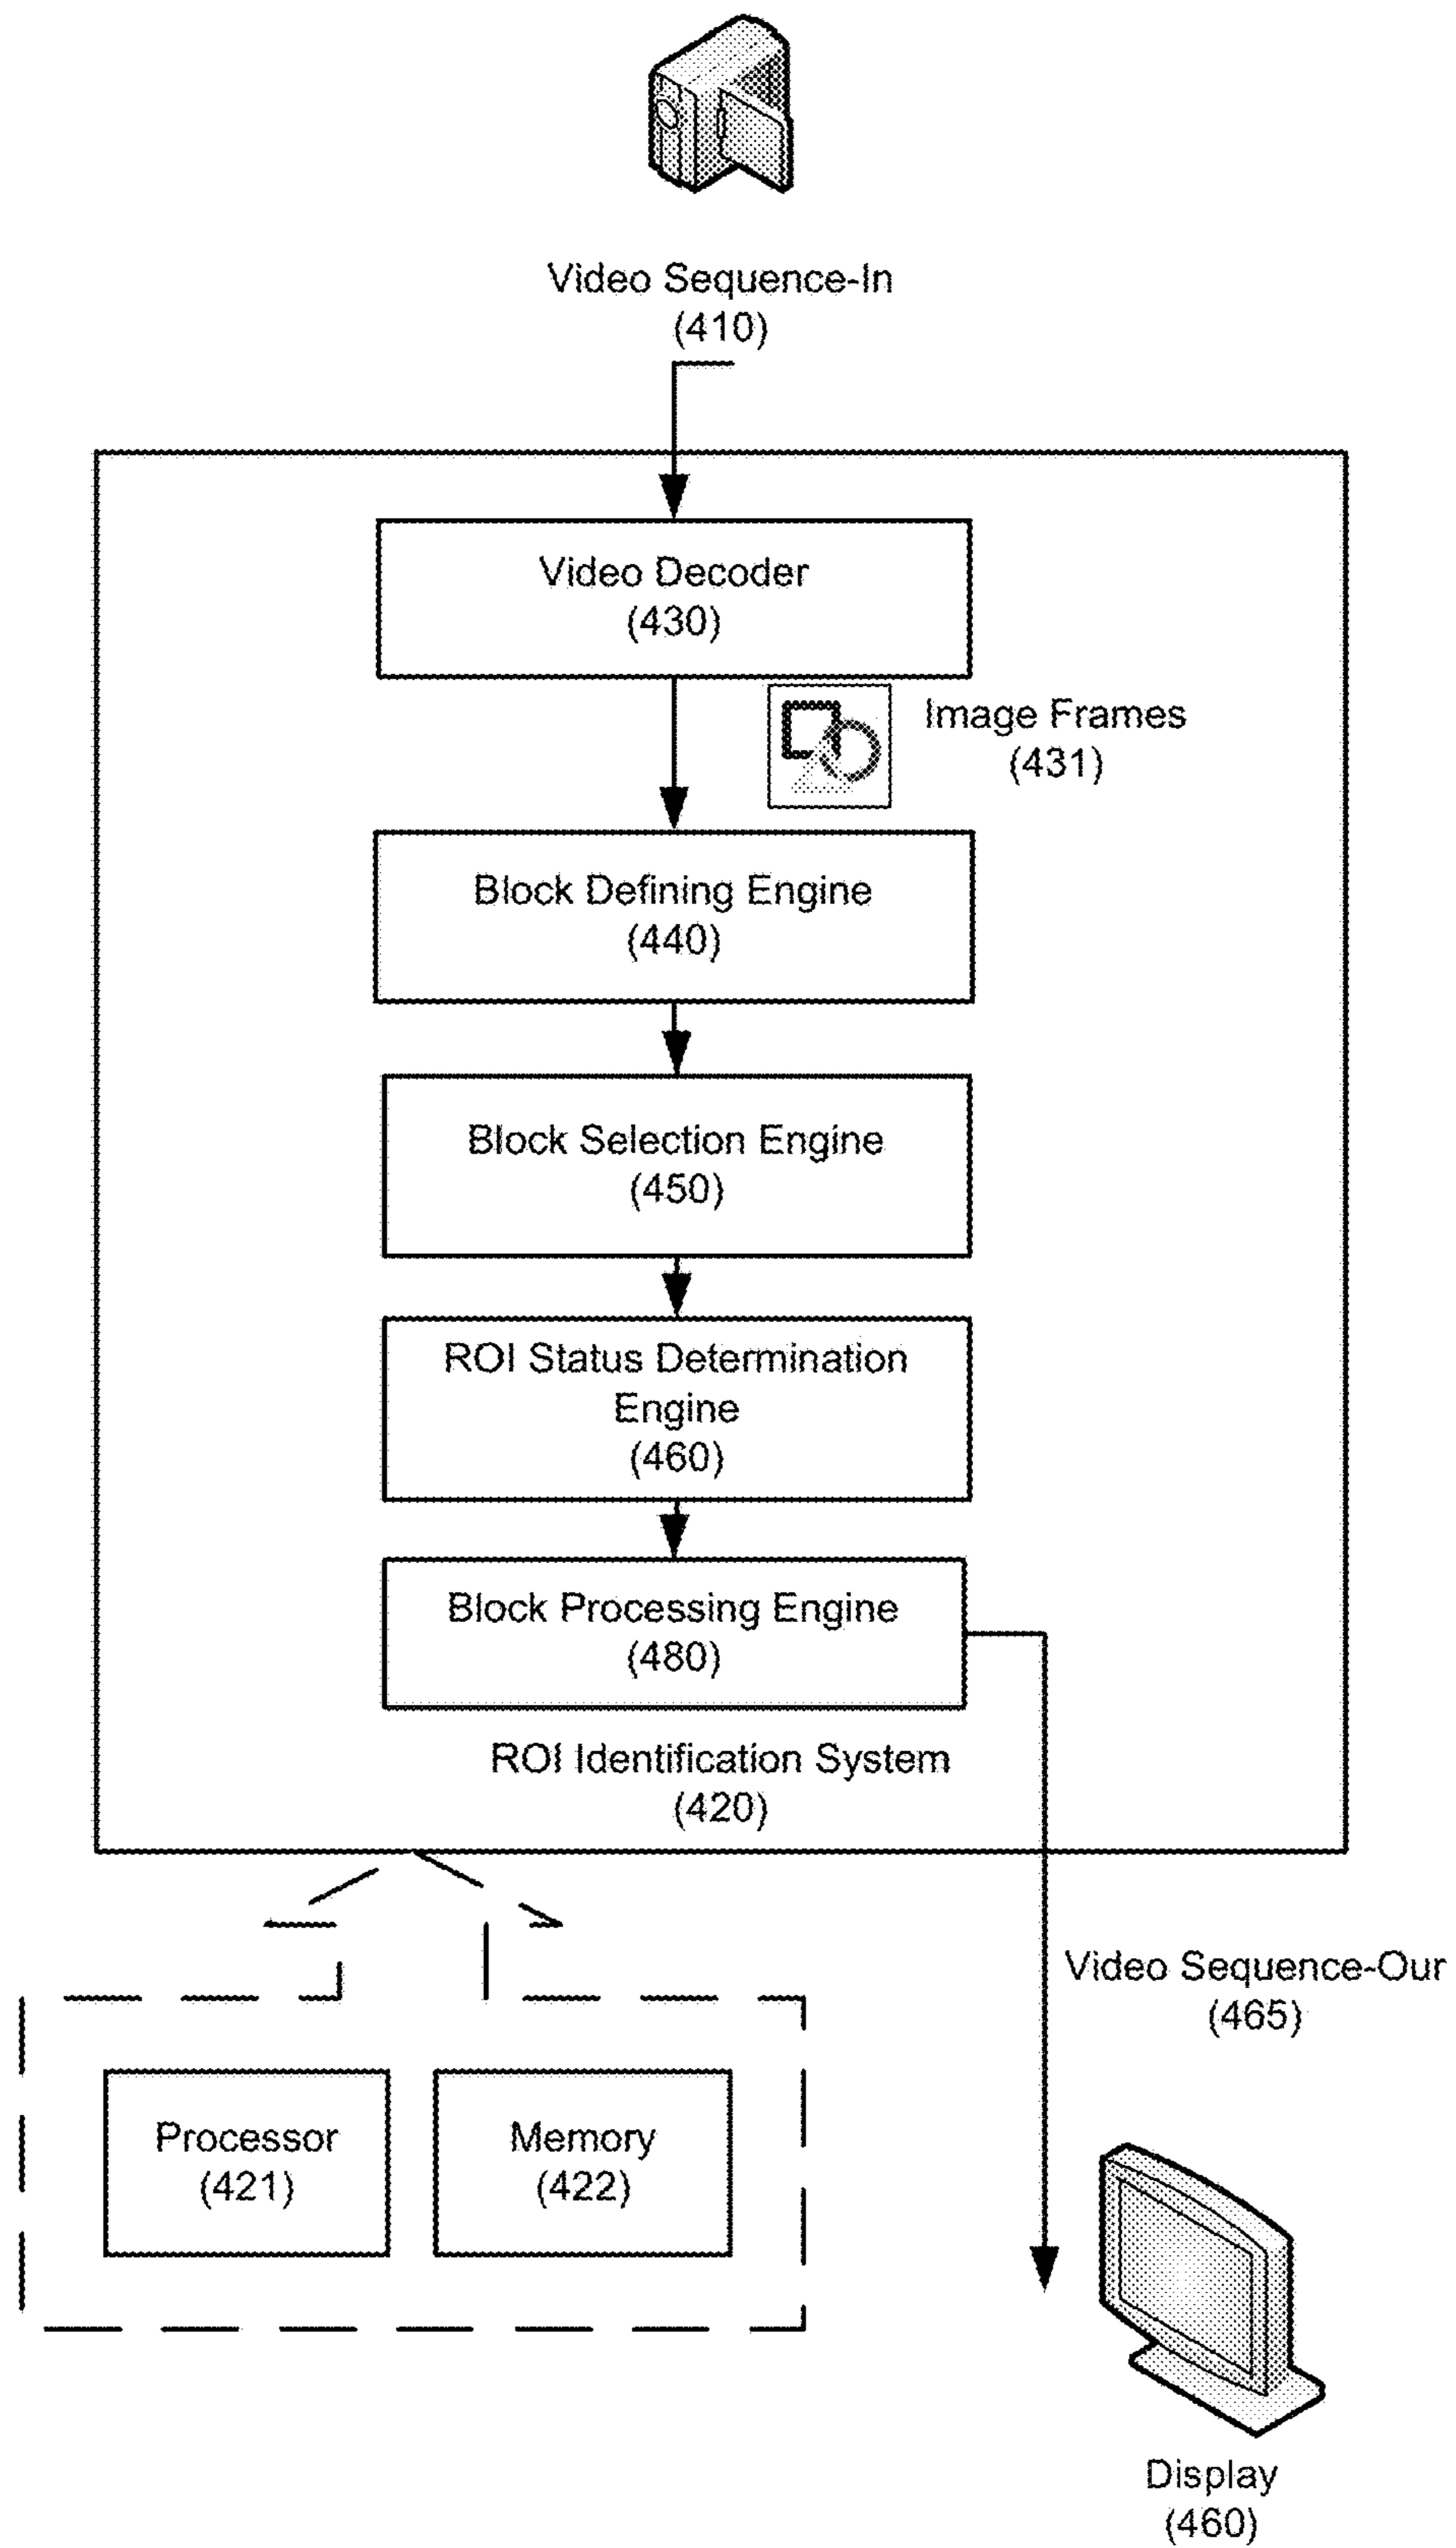 Video Sequence-In
(410)
Video Decoder
(430)
Image Frames
(431)
Block Defining Engine
(440)
Block Selection Engine
(450)
ROI Status Determination
Engine
(460)
Block Processing Engine
(480)
ROI Identification System
(420)
Video Sequence-Our
(465)
Processor
(421)
Memory
(422)
Display
(460)